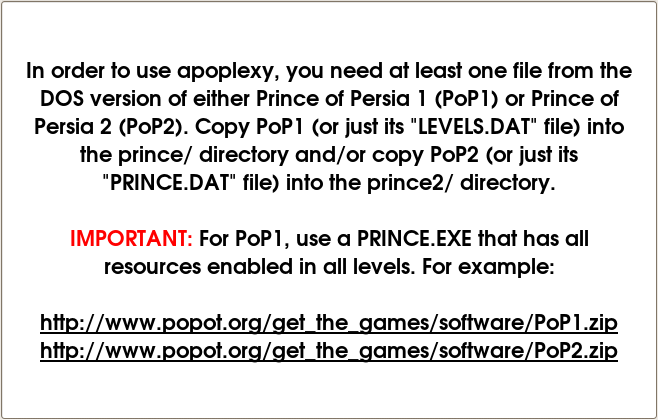 In order to use apoplexy, you need at least one file from the
DOS version of either Prince of Persia 1 (PoP1) or Prince of
Persia 2 (PoP2). Copy PoP1 (or just its "LEVELS.DAT" file) into
the prince/ directory and/or copy PoP2 (or just its
"PRINCE.DAT" file) into the prince2/ directory.
IMPORTANT: For PoP1, use a PRINCE.EXE that has all
resources enabled in all levels. For example:
http://www.popot.org/get_the_games/software/PoP1.zip
http://www.popot.org/get_the_games/software/PoP2.zip